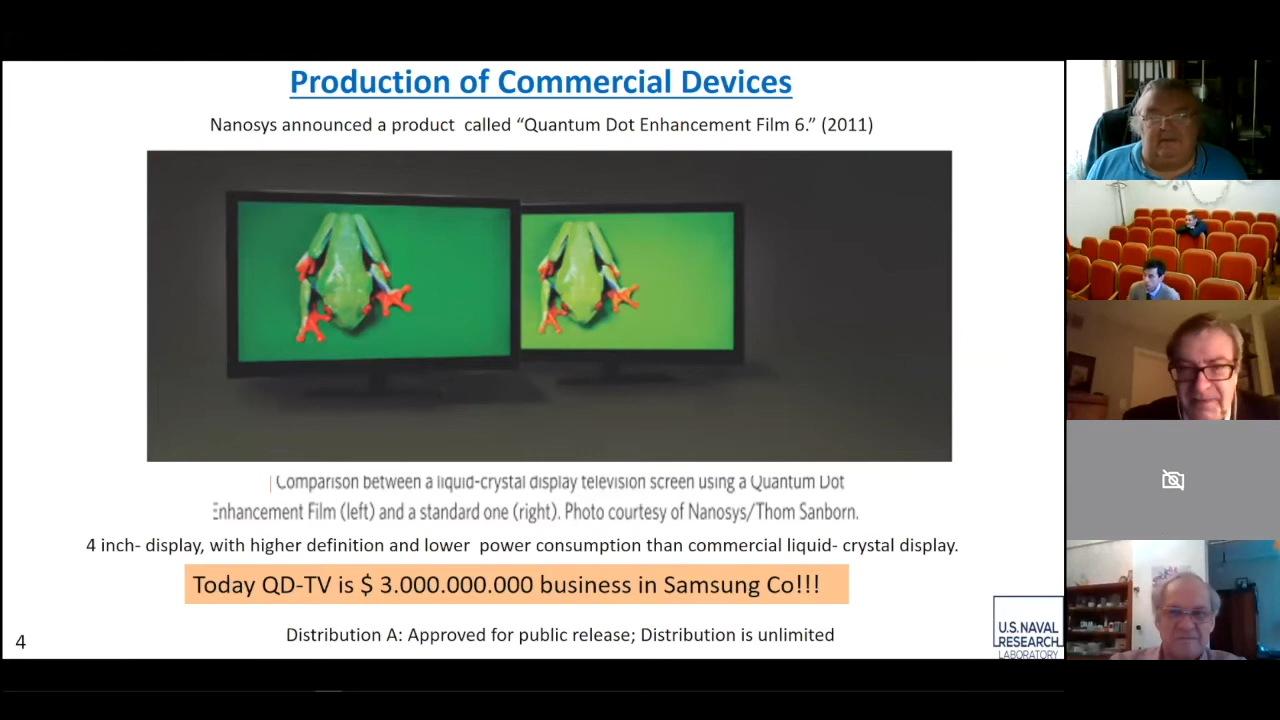 Production of Commercial Devices
Nanosys announced a product called “Quantum Dot Enhancement Film 6.” (2011)
Comparison between a liquid-crystal display television screen using a Quantum Dot
Enhancement Film (left) and a standard one (right). Photo courtesy of Nanosys/Thom Sanborn.
4 inch- display, with higher definition and lower power consumption than commercial liquid- crystal display.
Today QD-TV is $ 3.000.000.000 business in Samsung Co!!!
Distribution A: Approved for public release; Distribution is unlimited
4
U.S. NAVAL
RESEARCH
LABORATORY